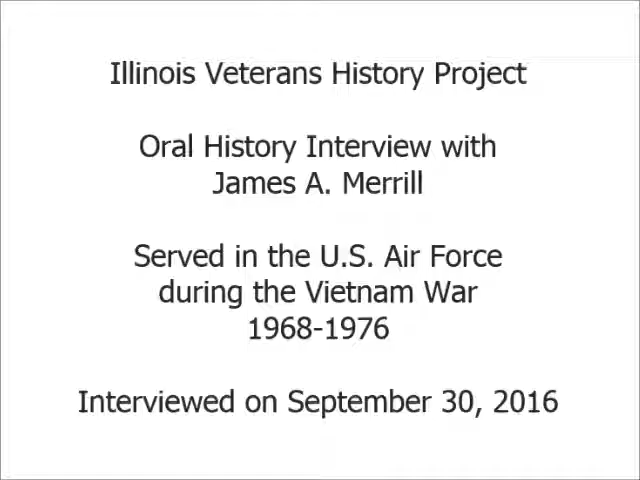 Illinois Veterans History Project
Oral History Interview with
James A. Merrill
Served in the U.S. Air Force
during the Vietnam War
1968-1976
Interviewed on September 30, 2016